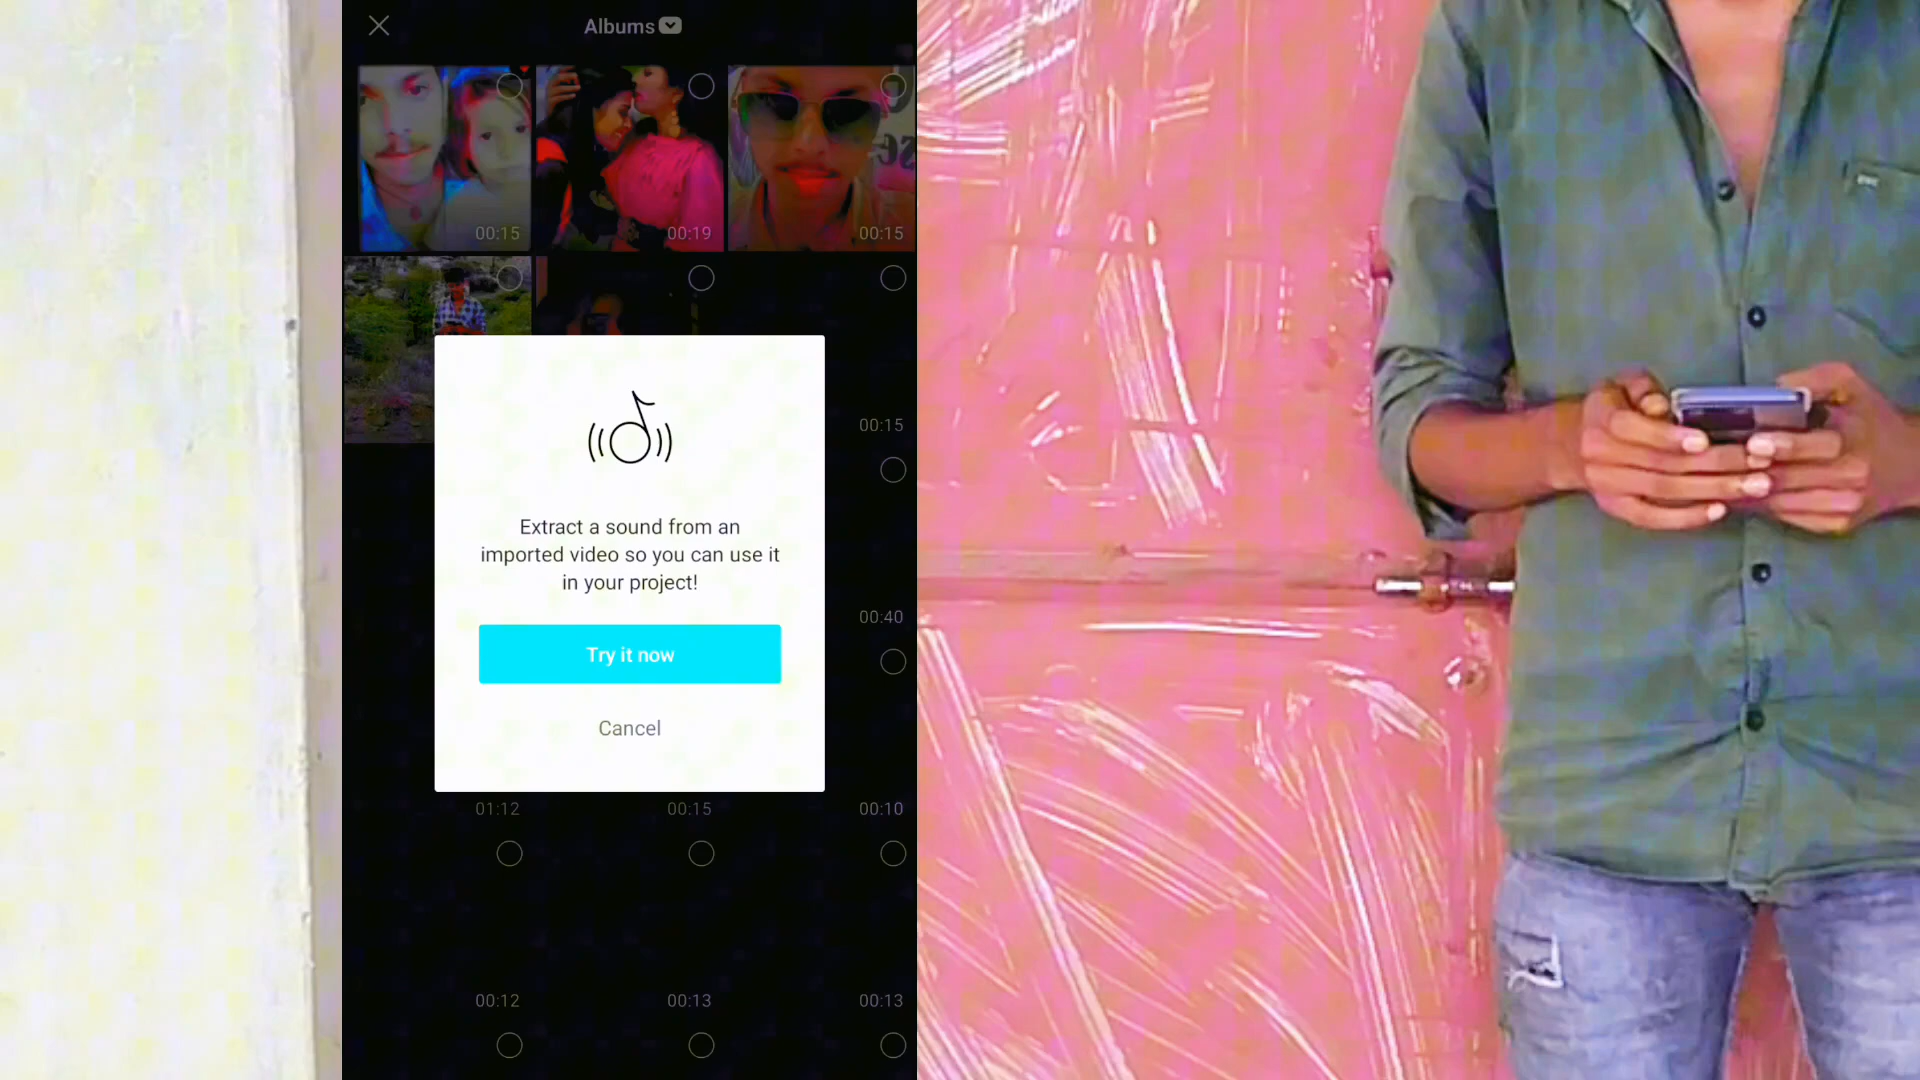 Albums
00:15
00:19
00:15
00:15
Extract a sound from an
imported video so you can use it
in your project!
00:40
Try it now
Cancel
01:12
00:15
00:10
00:12
00:13
00:13